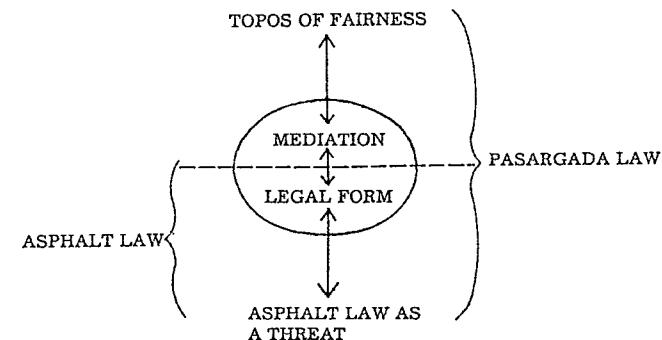 TOPOS OF FAIRNESS
MEDIATION
PASARGADA LAW
LEGAL FORM
ASPHALT LAW
ASPHALT LAW AS
A THREAT